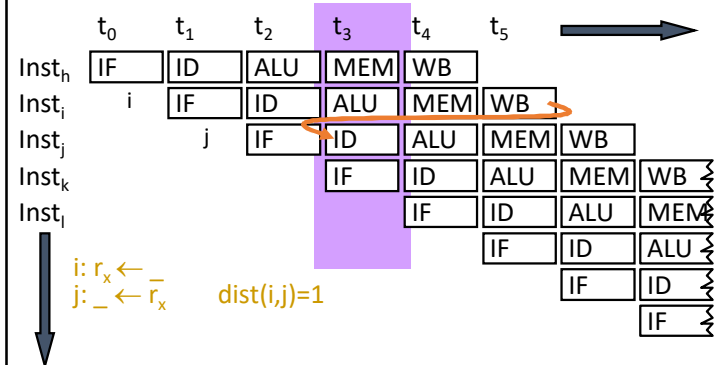 t₀ t₁ t₂ t₃ t₄ t₅
Instₕ IF ID ALU MEM WB
Instᵢ i IF ID ALU MEM WB
Instⱼ j IF ID ALU MEM WB
Instₖ IF ID ALU MEM WB
Instₗ IF ID ALU MEM
IF ID ALU
i: rₓ ← _
IF ID
j: _ ← rₓ dist(i,j)=1
IF